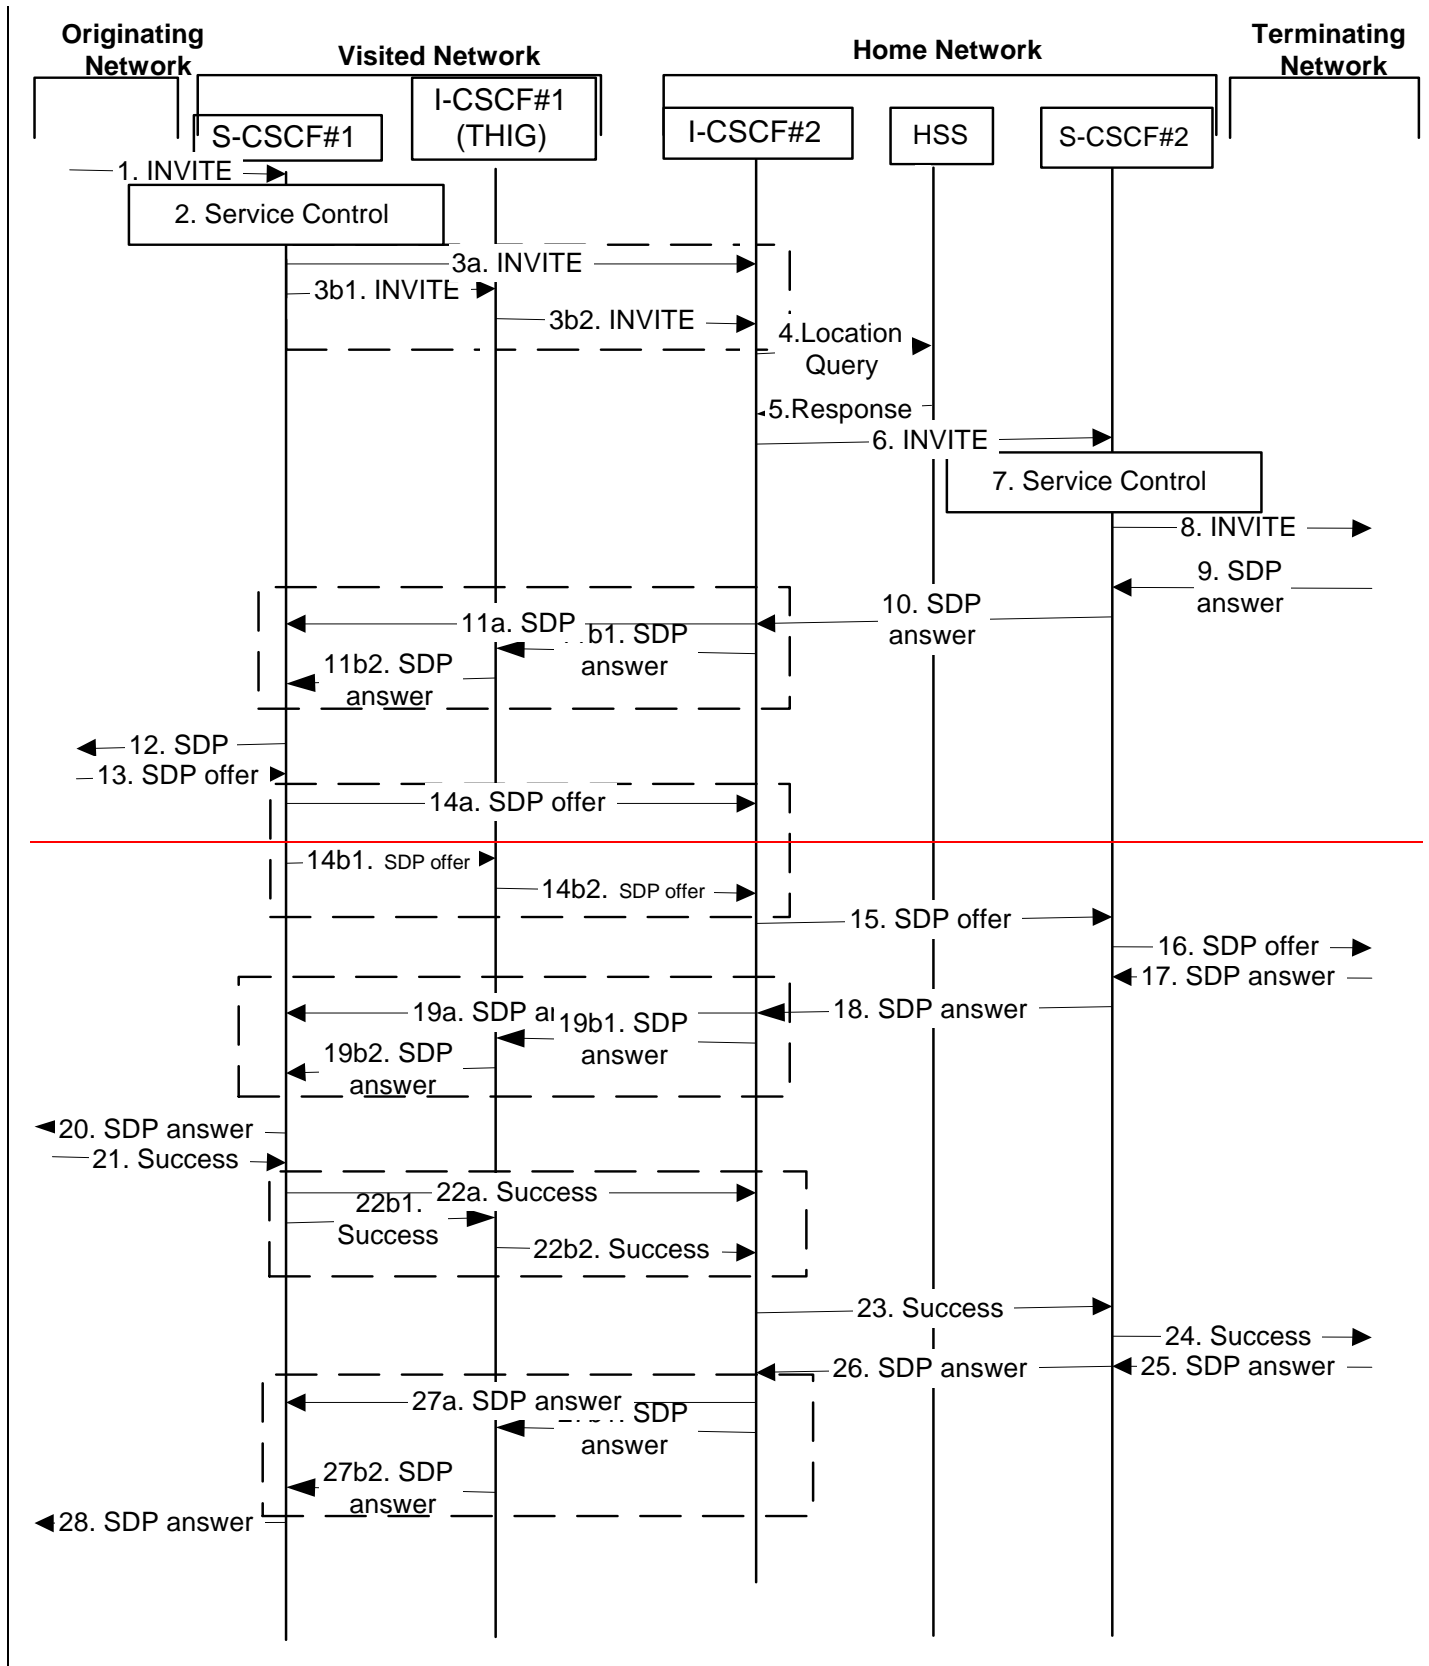 Originating
Network
Visited Network
Home Network
Terminating
Network
S-CSCF#1
I-CSCF#1
(THIG)
I-CSCF#2
HSS
S-CSCF#2
1. INVITE
2. Service Control
3a. INVITE
3b1. INVITE
3b2. INVITE
4.Location
Query
5.Response
6. INVITE
7. Service Control
8. INVITE
9. SDP
answer
10. SDP
answer
11a. SDP
b1. SDP
answer
11b2. SDP
answer
12. SDP
13. SDP offer
14a. SDP offer
14b1. SDP offer
14b2. SDP offer
15. SDP offer
16. SDP offer
17. SDP answer
18. SDP answer
19a. SDP
19b1. SDP
answer
19b2. SDP
answer
20. SDP answer
21. Success
22a. Success
22b1.
Success
22b2. Success
23. Success
24. Success
25. SDP answer
26. SDP answer
27a. SDP answer
SDP
answer
27b2. SDP
answer
28. SDP answer